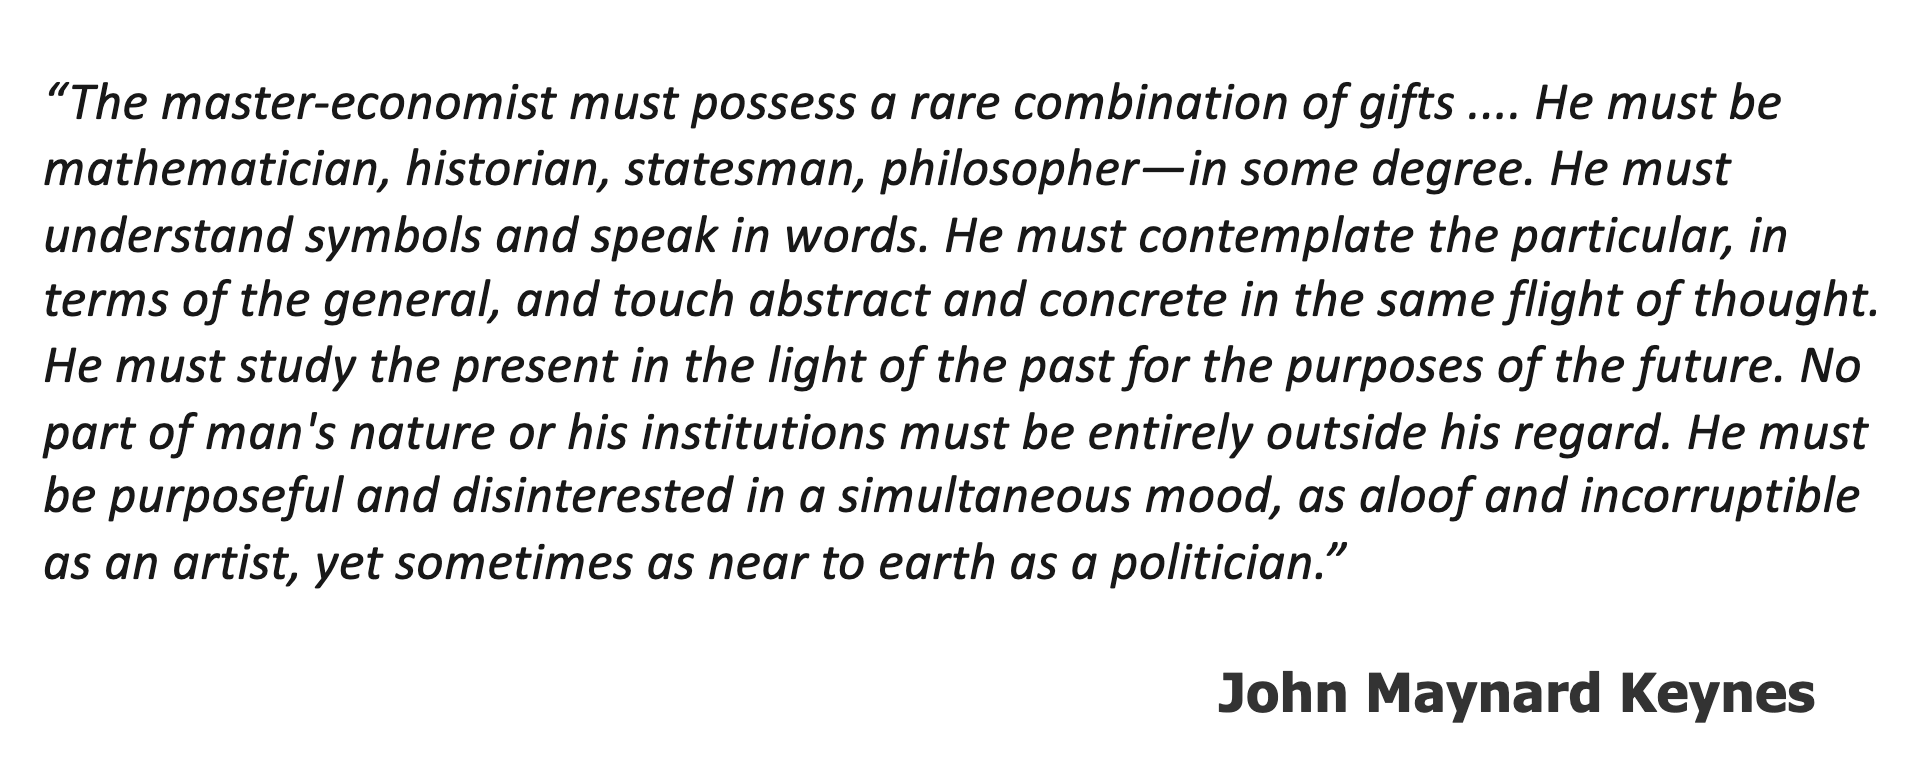 “The master-economist must possess a rare combination of gifts .... He must be
mathematician, historian, statesman, philosopher—in some degree. He must
understand symbols and speak in words. He must contemplate the particular, in
terms of the general, and touch abstract and concrete in the same flight of thought.
He must study the present in the light of the past for the purposes of the future. No
part of man's nature or his institutions must be entirely outside his regard. He must
be purposeful and disinterested in a simultaneous mood, as aloof and incorruptible
as an artist, yet sometimes as near to earth as a politician.”
John Maynard Keynes